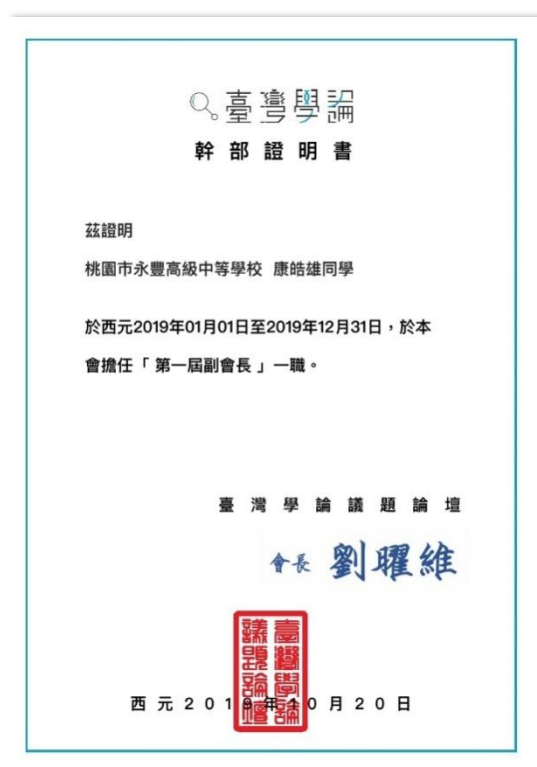 臺灣學論
幹部證明書
茲證明
桃園市永豐高級中等學校 康皓雄同學
於西元2019年01月01日至2019年12月31日，於本
會擔任「 第一屆副會長 」一職。
臺灣學論議題論壇
會長 劉曜維
臺灣學論
議題論壇
西元2019年10月20日